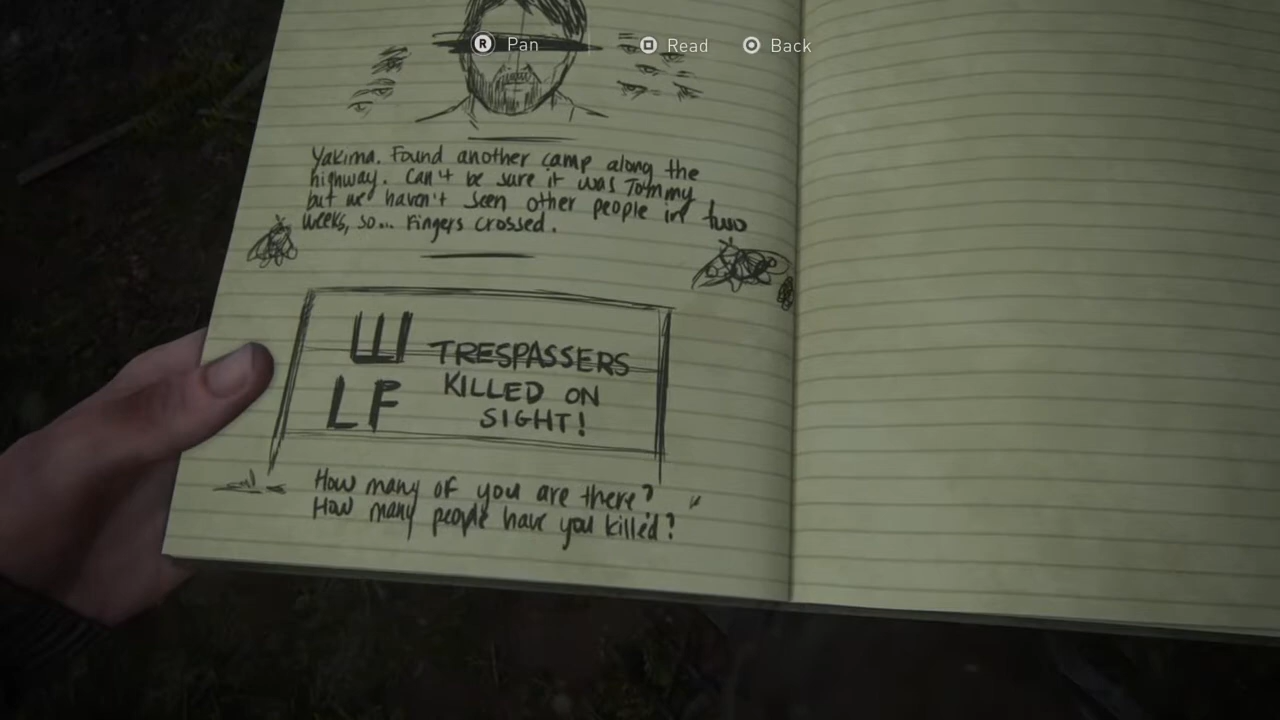 R Pan Read Back
Yakima. Found another camp along the
highway. Can't be sure it was Tommy
but we haven't seen other people in two
weeks, so... Fingers crossed.
W TRESPASSERS
LF KILLED ON
SIGHT!
How many of you are there?
How many people have you killed?